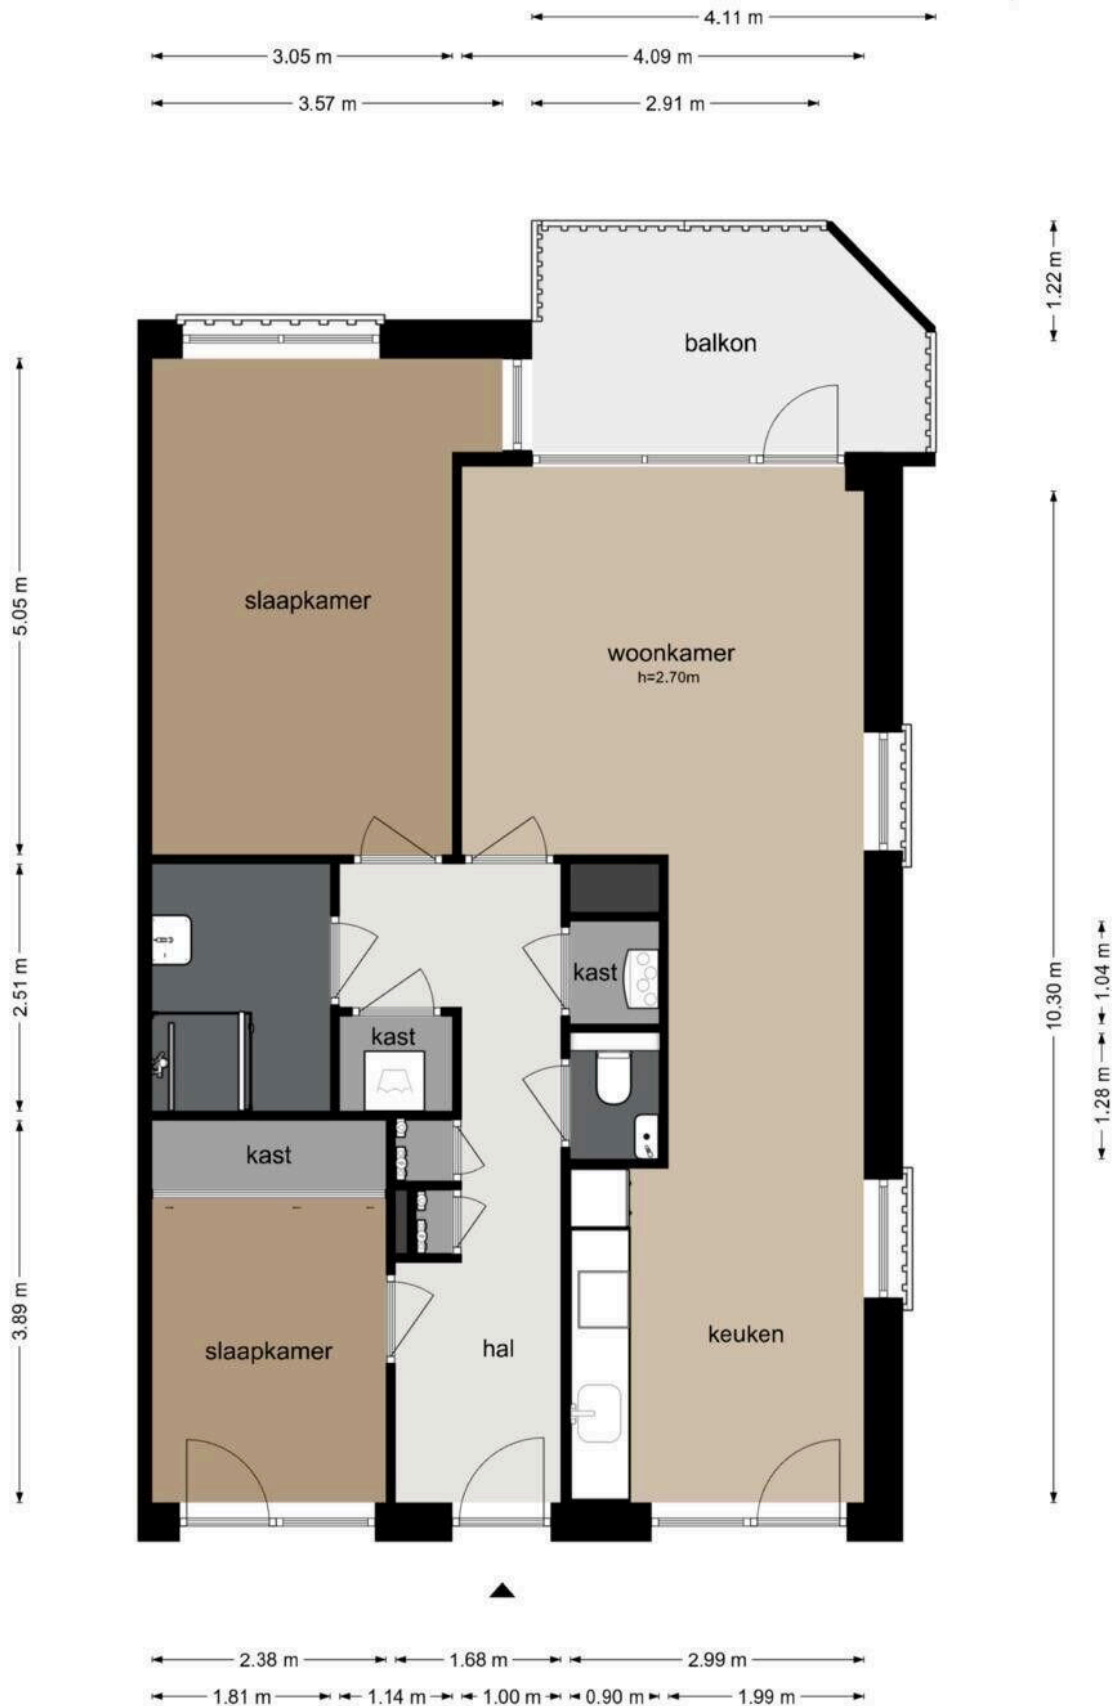 4.11 m
3.05 m
4.09 m
3.57 m
2.91 m
1.22 m
balkon
5.05 m
slaapkamer
woonkamer
h=2.70m
2.51 m
kast
kast
10.30 m
1.04 m
1.28 m
kast
3.89 m
slaapkamer
hal
keuken
2.38 m
1.68 m
2.99 m
1.81 m
1.14 m
1.00 m
0.90 m
1.99 m